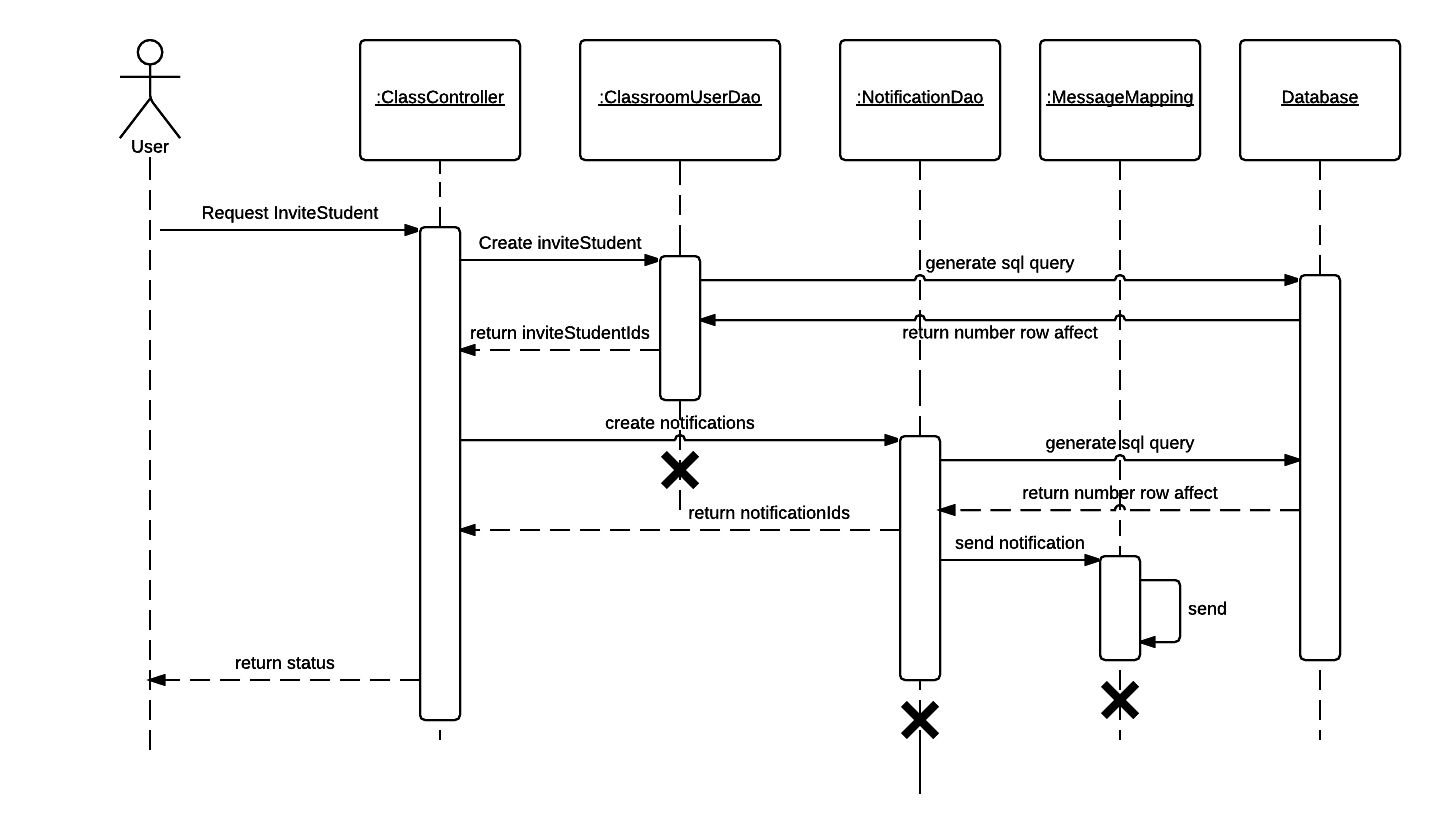 :ClassController
:ClassroomUserDao
:NotificationDao
:MessageMapping
Database
User
Request InviteStudent
Create inviteStudent
generate sql query
return inviteStudentIds
return number row affect
create notifications
generate sql query
return number row affect
return notificationIds
send notification
send
return status